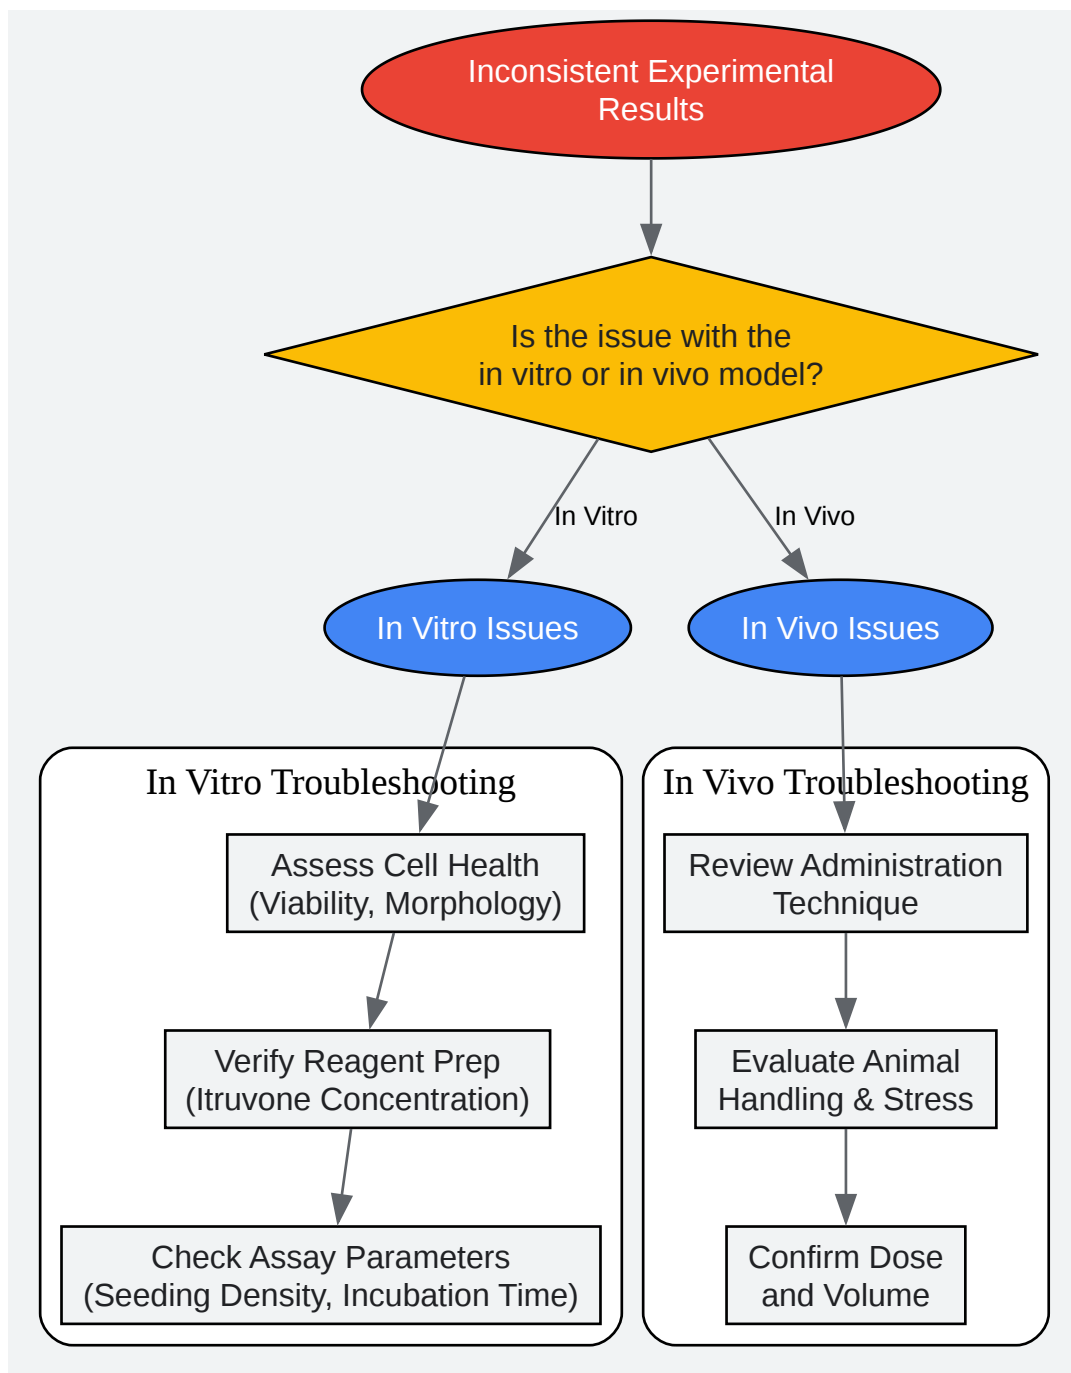 Inconsistent Experimental
Results
Is the issue with the
in vitro or in vivo model?
In Vitro
In Vivo
In Vitro Issues
In Vivo Issues
In Vitro Troubleshooting
Assess Cell Health
(Viability, Morphology)
Verify Reagent Prep
(Itruvone Concentration)
Check Assay Parameters
(Seeding Density, Incubation Time)
In Vivo Troubleshooting
Review Administration
Technique
Evaluate Animal
Handling & Stress
Confirm Dose
and Volume